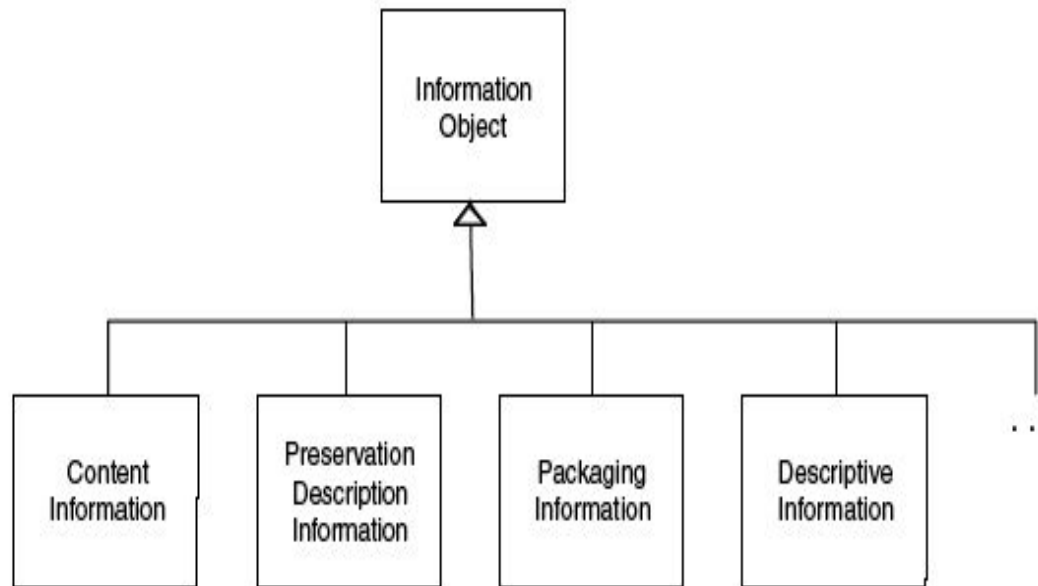 Information
Object
Content
Information
Preservation
Description
Information
Packaging
Information
Descriptive
Information
. .